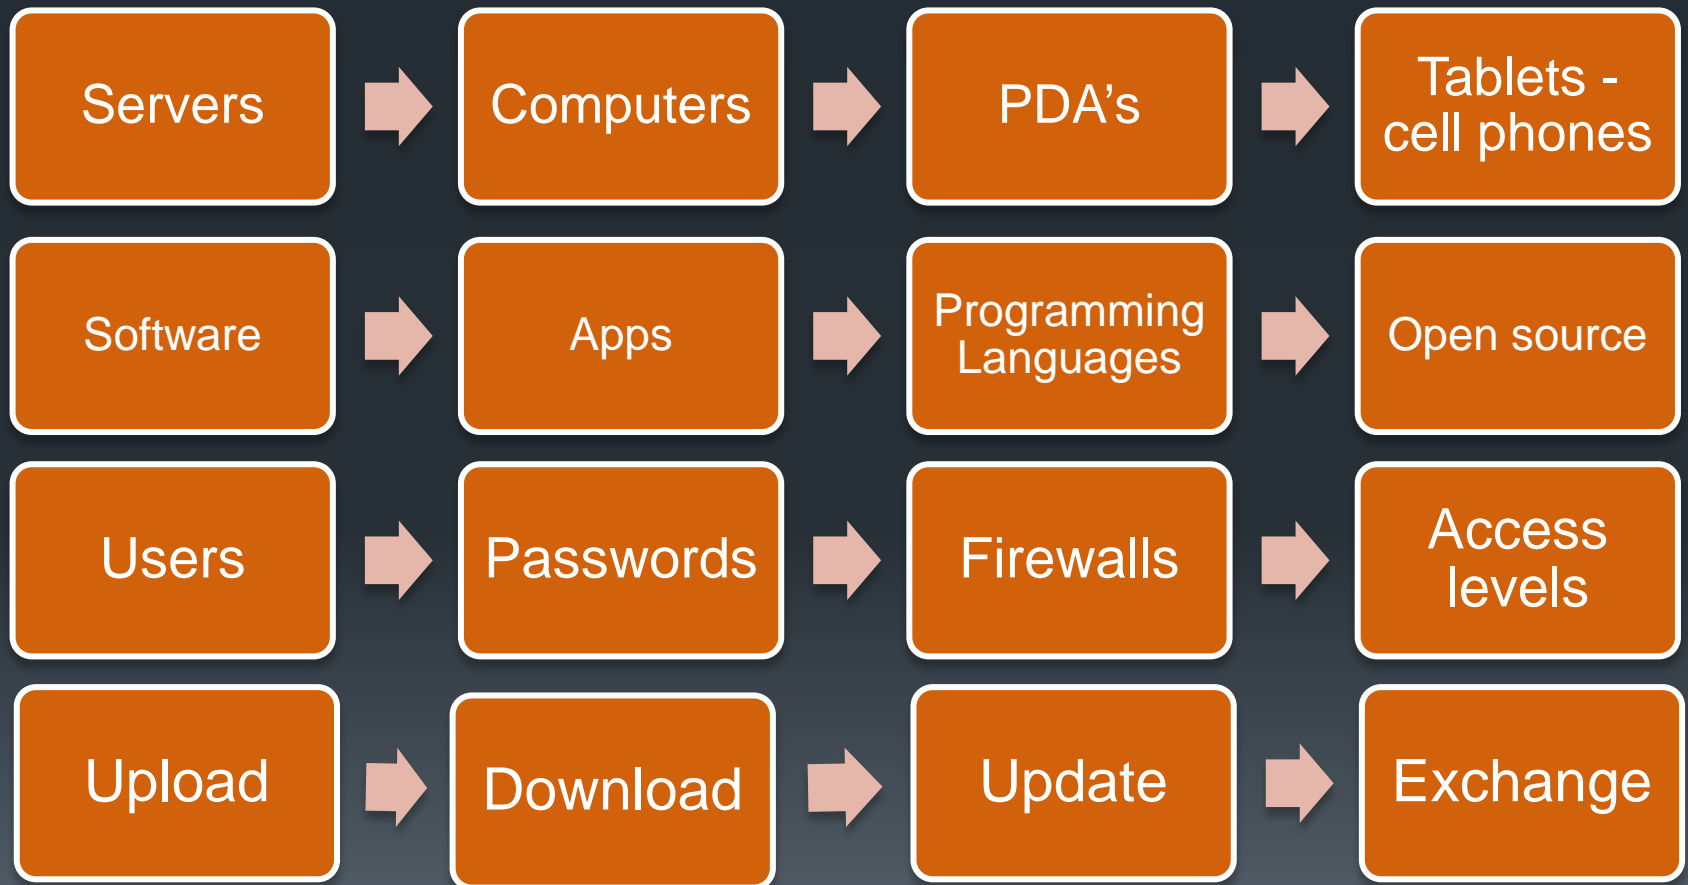 Servers
Computers
PDA’s
Tablets -
cell phones
Software
Apps
Programming
Languages
Open source
Users
Passwords
Firewalls
Access
levels
Upload
Download
Update
Exchange